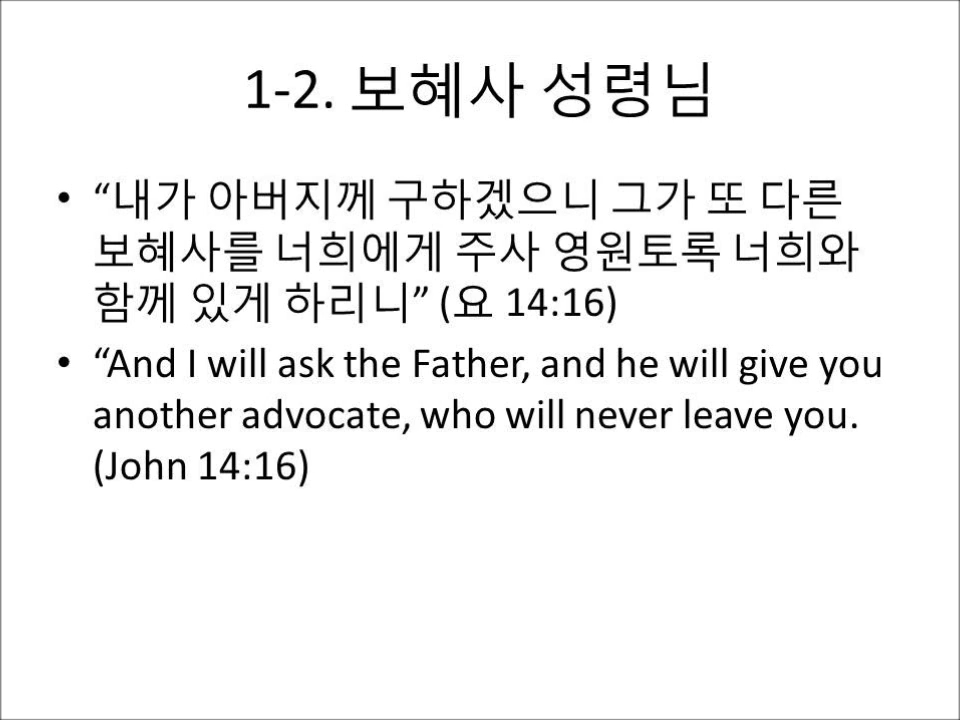 1-2. 보혜사 성령님
• “내가 아버지께 구하겠으니 그가 또 다른
보혜사를 너희에게 주사 영원토록 너희와
함께 있게 하리니” (요 14:16)
• “And I will ask the Father, and he will give you
another advocate, who will never leave you.
(John 14:16)